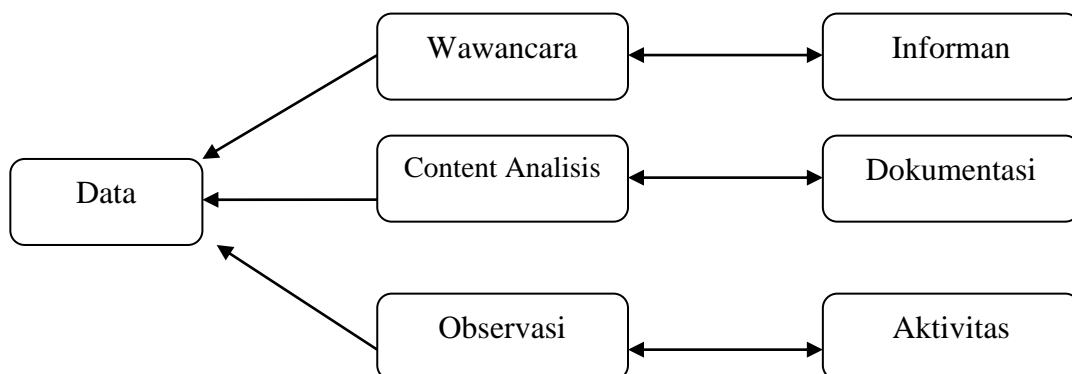 Wawancara
Informan
Content Analisis
Dokumentasi
Data
Observasi
Aktivitas